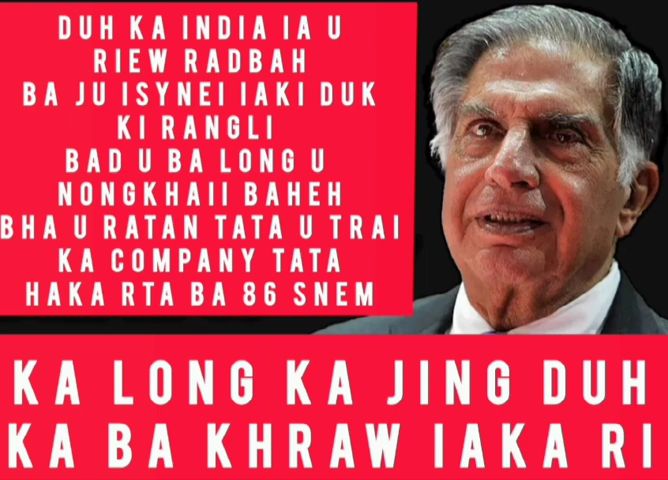 DUH KA INDIA IA U
RIEW RADBAH
BA JU ISYNEI IAKI DUK
KI RANGLI
BAD U BA LONG U
NONGKHAII BAHEH
BHA U RATAN TATA U TRAI
KA COMPANY TATA
HAKA RTA BA 86 SNEM
KA LONG KA JING DUH
KA BA KHRAW IAKA RI